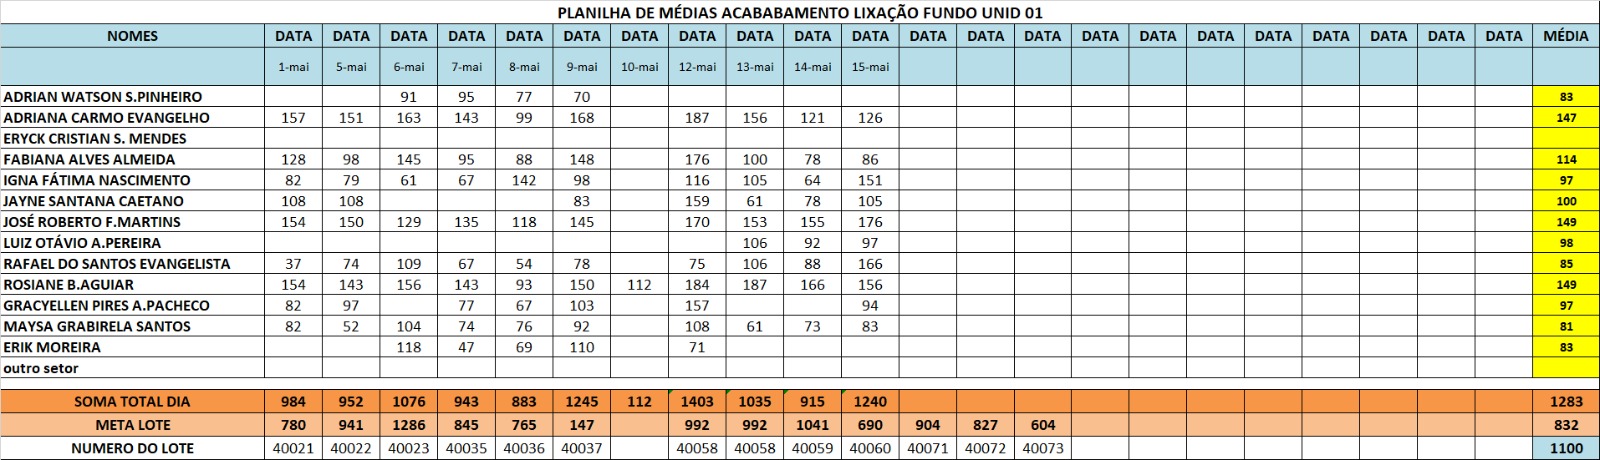 PLANILHA DE MÉDIAS ACABABAMENTO LIXAÇÃO FUNDO UNID 01
NOMES DATA DATA DATA DATA DATA DATA DATA DATA DATA DATA DATA DATA DATA DATA DATA DATA DATA DATA DATA DATA DATA DATA MÉDIA
1-mai 5-mai 6-mai 7-mai 8-mai 9-mai 10-mai 12-mai 13-mai 14-mai 15-mai
ADRIAN WATSON S.PINHEIRO 91 95 77 70 83
ADRIANA CARMO EVANGELHO 157 151 163 143 99 168 187 156 121 126 147
ERYCK CRISTIAN S. MENDES
FABIANA ALVES ALMEIDA 128 98 145 95 88 148 176 100 78 86 114
IGNA FÁTIMA NASCIMENTO 82 79 61 67 142 98 116 105 64 151 97
JAYNE SANTANA CAETANO 108 108 83 159 61 78 105 100
JOSÉ ROBERTO F.MARTINS 154 150 129 135 118 145 170 153 155 176 149
LUIZ OTÁVIO A.PEREIRA 106 92 97 98
RAFAEL DO SANTOS EVANGELISTA 37 74 109 67 54 78 75 106 88 166 85
ROSIANE B.AGUIAR 154 143 156 143 93 150 112 184 187 166 156 149
GRACYELLEN PIRES A.PACHECO 82 97 77 67 103 157 94 97
MAYSA GRABIRELA SANTOS 82 52 104 74 76 92 108 61 73 83 81
ERIK MOREIRA 118 47 69 110 71 83
outro setor
SOMA TOTAL DIA 984 952 1076 943 883 1245 112 1403 1035 915 1240 1283
META LOTE 780 941 1286 845 765 147 992 992 1041 690 904 827 604 832
NUMERO DO LOTE 40021 40022 40023 40035 40036 40037 40058 40058 40059 40060 40071 40072 40073 1100